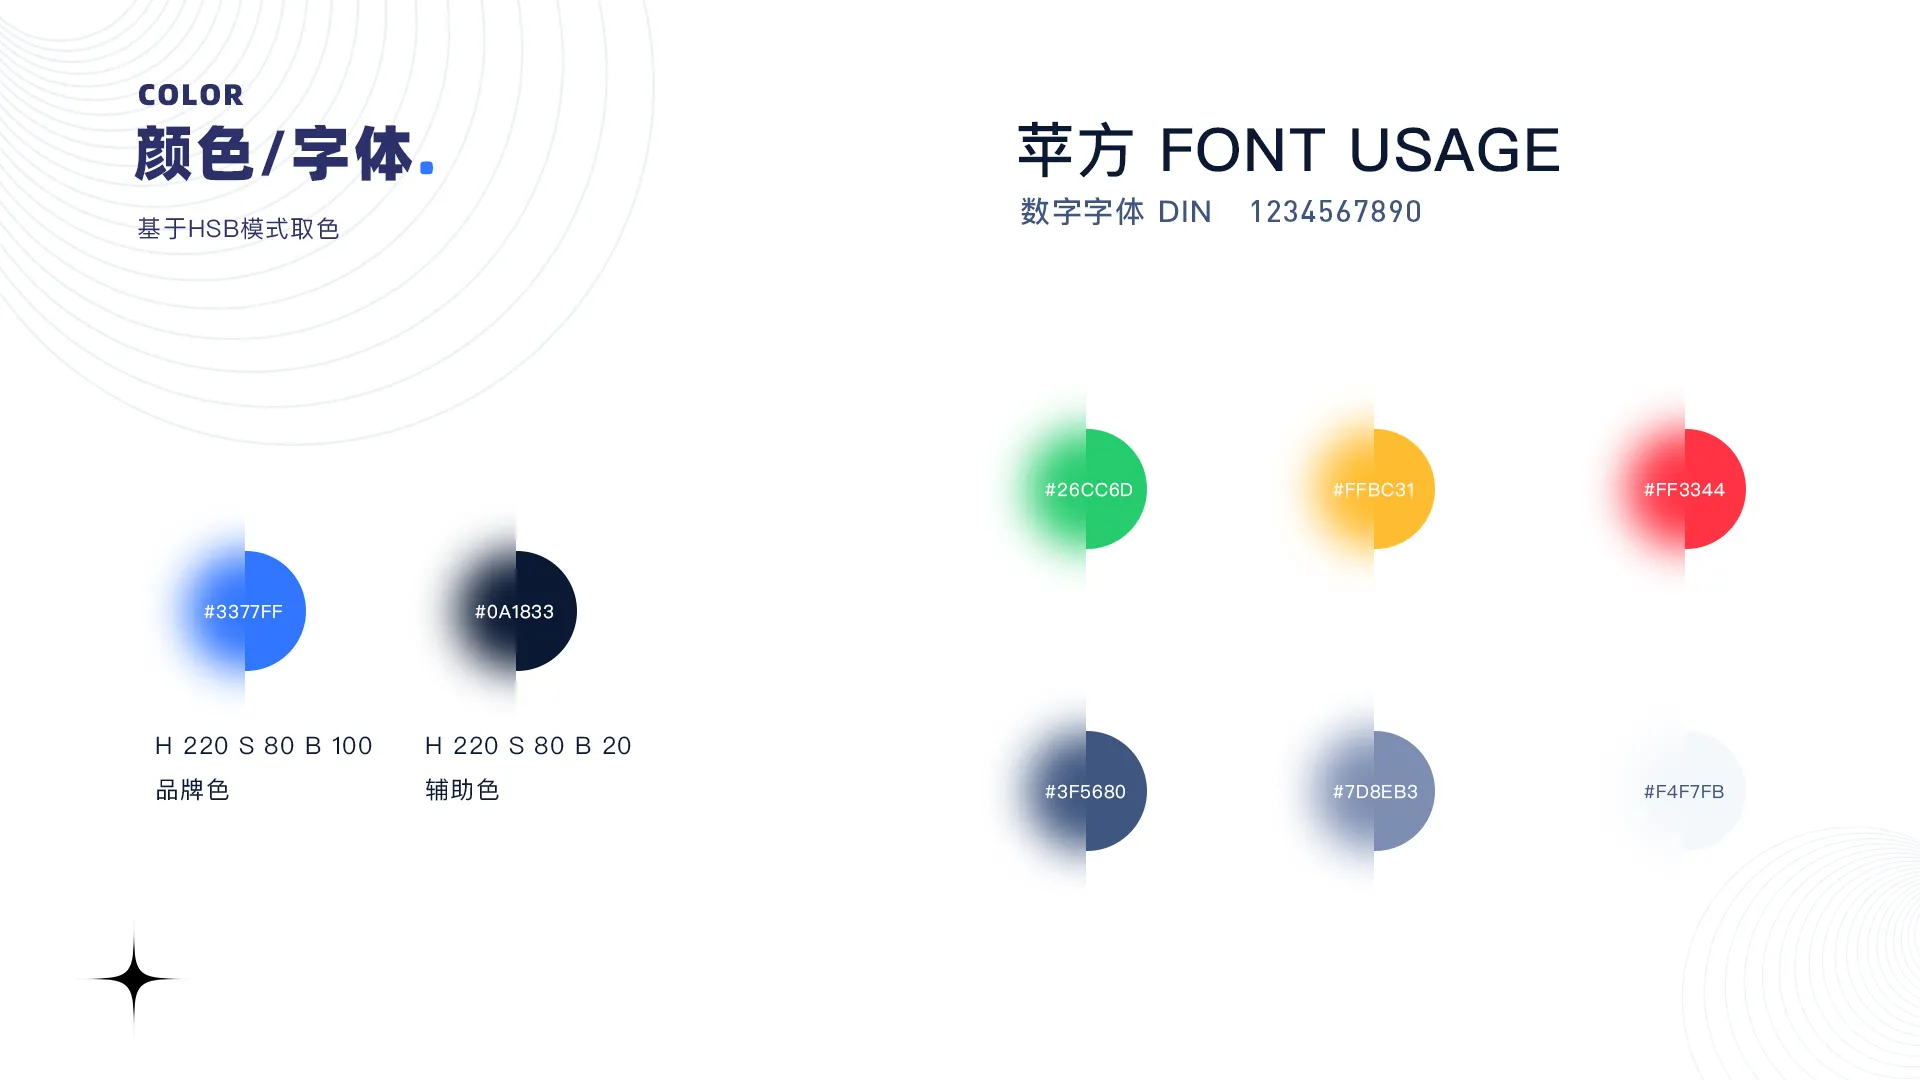 COLOR
颜色/字体.
基于HSB模式取色
苹方 FONT USAGE
数字字体 DIN 1234567890
#3377FF
#0A1833
H 220 S 80 B 100
H 220 S 80 B 20
品牌色
辅助色
#26CC6D
#FFBC31
#FF3344
#3F5680
#7D8EB3
#F4F7FB